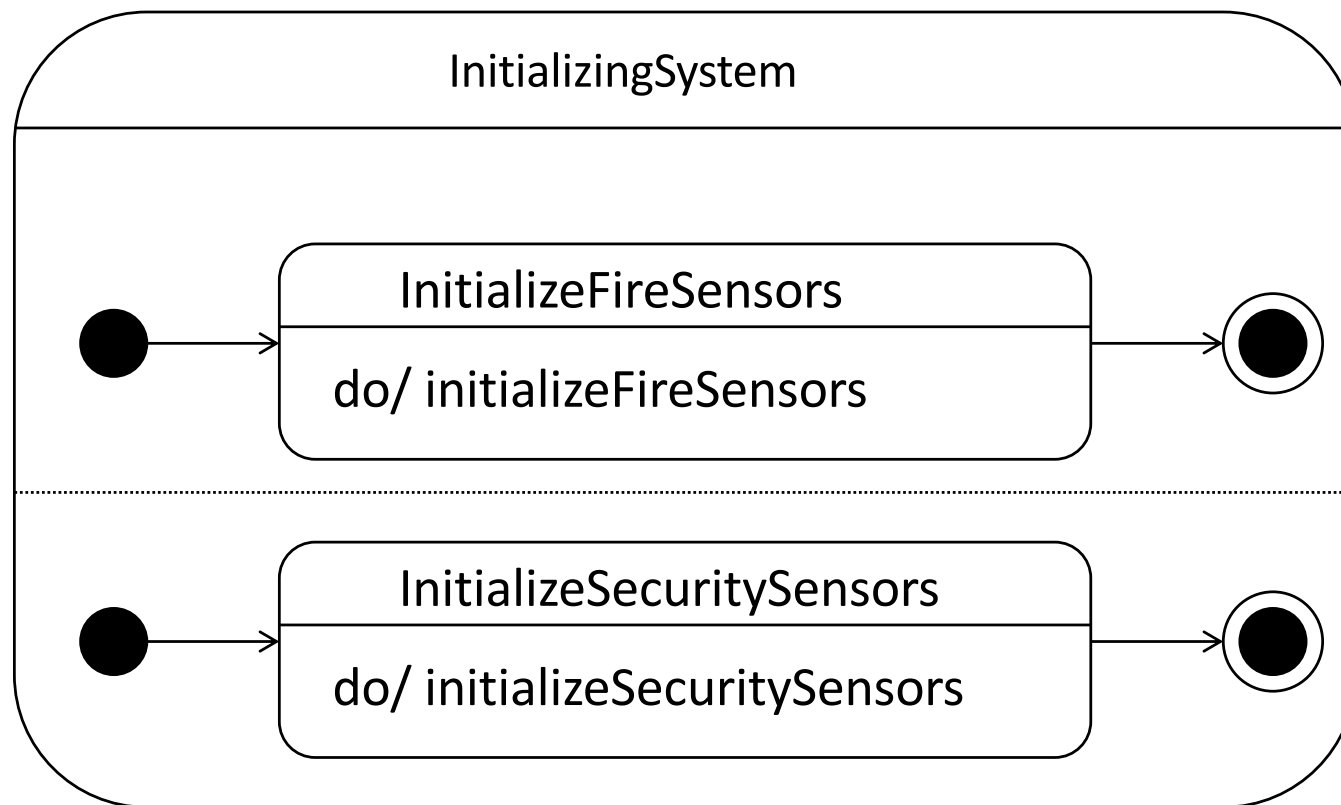 InitializingSystem
InitializeFireSensors
do/ initializeFireSensors
InitializeSecuritySensors
do/ initializeSecuritySensors